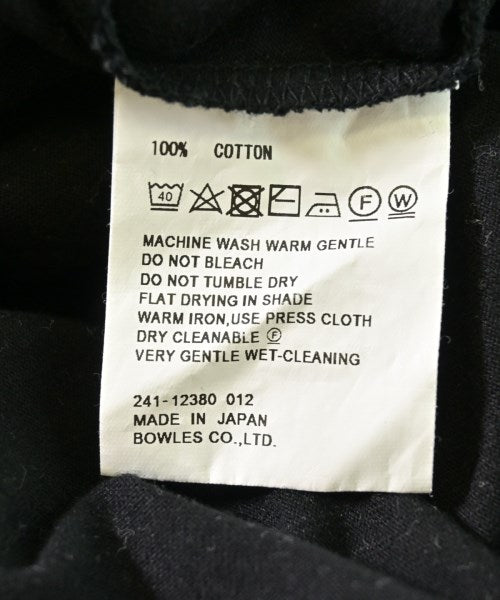 100% COTTON
40 F W
MACHINE WASH WARM GENTLE
DO NOT BLEACH
DO NOT TUMBLE DRY
FLAT DRYING IN SHADE
WARM IRON,USE PRESS CLOTH
DRY CLEANABLE Ⓕ
VERY GENTLE WET-CLEANING
241-12380 012
MADE IN JAPAN
BOWLES CO.,LTD.